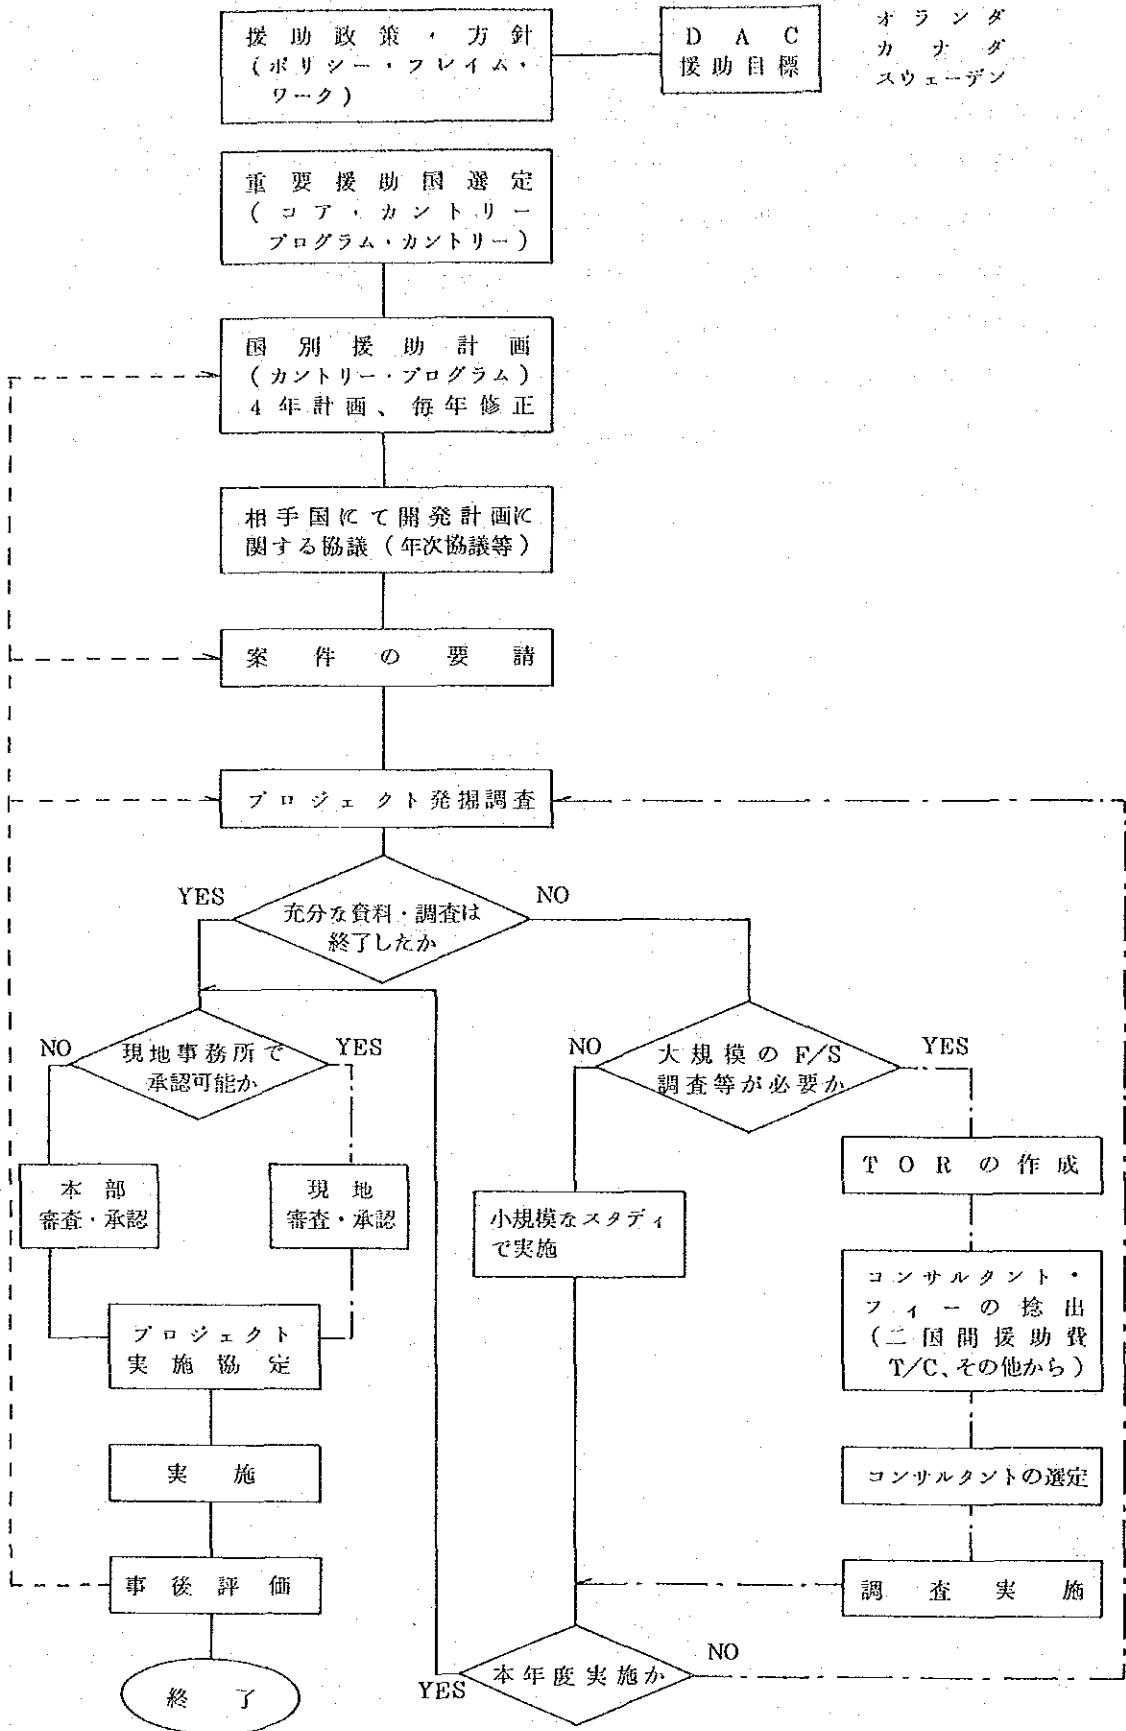 援助政策・方針
(ポリシー・フレイム・
ワーク)
DAC
援助目標
オランダ
カナダ
スウェーデン
重要援助国選定
(コア・カントリー
プログラム・カントリー)
国別援助計画
(カントリー・プログラム)
4年計画、毎年修正
相手国にて開発計画に
関する協議(年次協議等)
案件の要請
プロジェクト発掘調査
YES
NO
充分な資料・調査は
終了したか
NO
YES
現地事務所で
承認可能か
NO
YES
大規模のF/S
調査等が必要か
本部
審査・承認
現地
審査・承認
小規模なスタディ
で実施
TORの作成
コンサルタント・
フィーの捻出
(二国間援助費
T/C、その他から)
プロジェクト
実施協定
実施
コンサルタントの選定
事後評価
調査実施
終了
YES
本年度実施か
NO